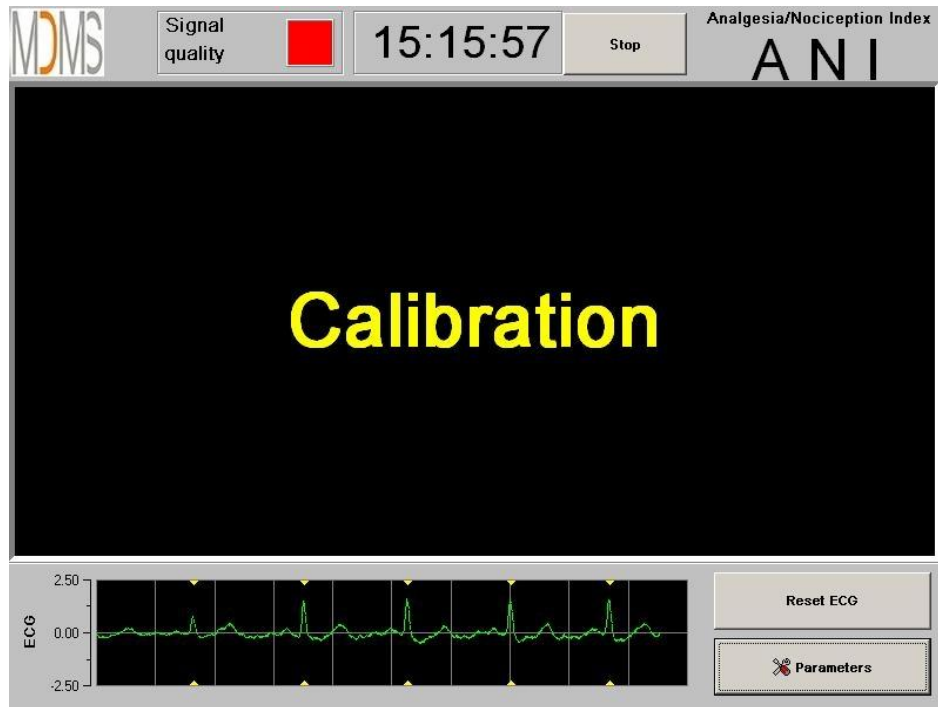 MDMS
Signal
quality
15:15:57
Stop
Analgesia/Nociception Index
A N I
Calibration
2.50
0.00
-2.50
ECG
Reset ECG
Parameters